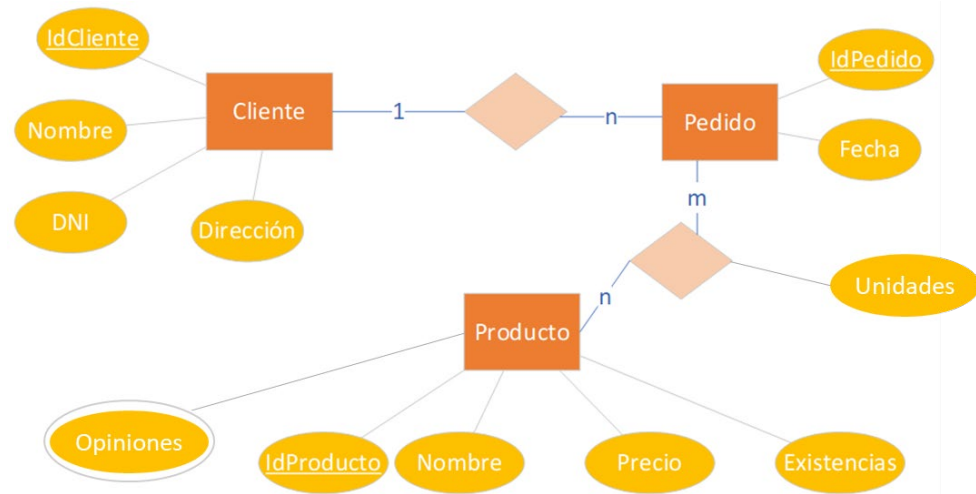 IdCliente
Cliente
1
n
Pedido
IdPedido
Nombre
Fecha
DNI
Dirección
m
n
Unidades
Producto
Opiniones
IdProducto
Nombre
Precio
Existencias